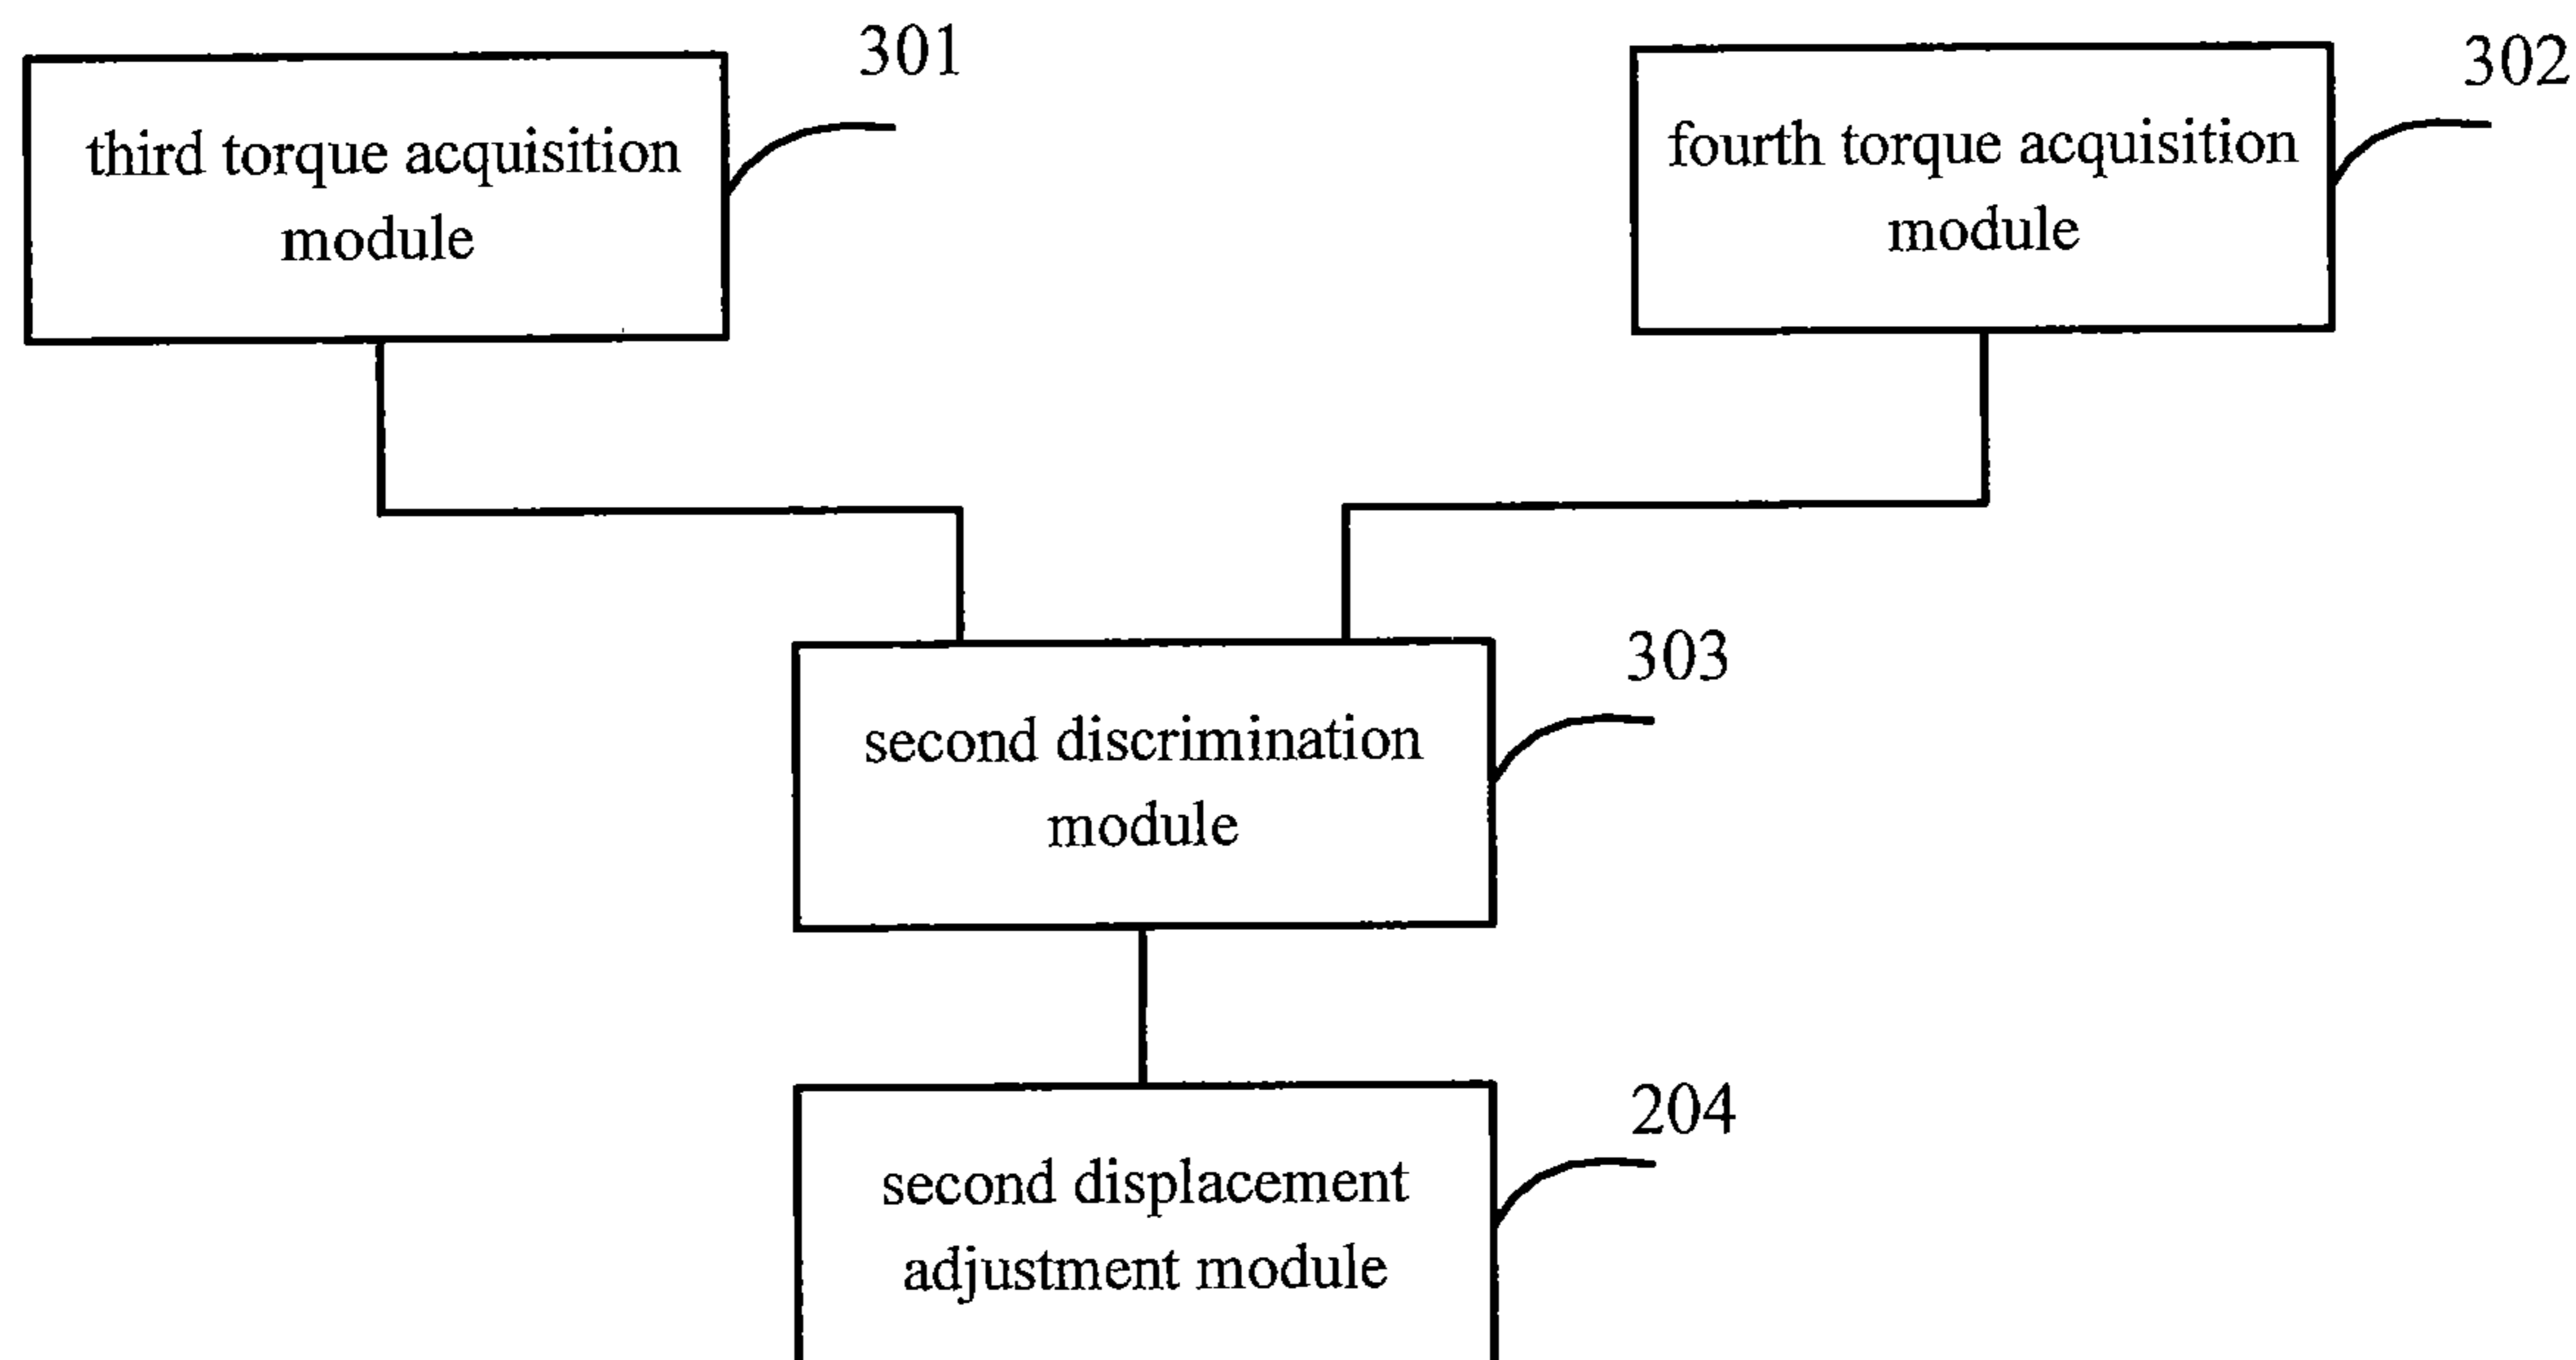 301
third torque acquisition
module
302
fourth torque acquisition
module
303
second discrimination
module
204
second displacement
adjustment module